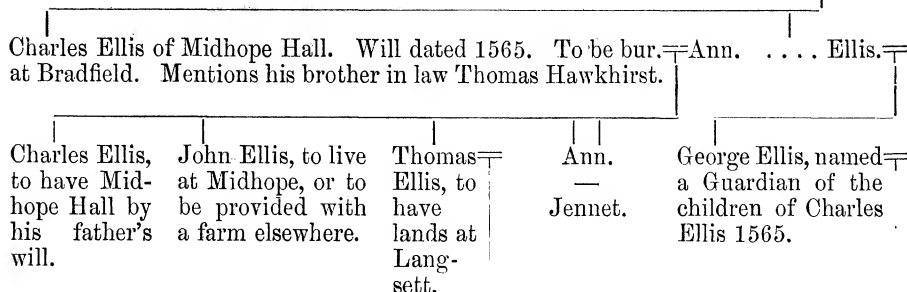 Charles Ellis of Midhope Hall. Will dated 1565. To be bur.=Ann. .... Ellis.=
at Bradfield. Mentions his brother in law Thomas Hawkhirst.
Charles Ellis,
to have Mid-
hope Hall by
his father's
will.
John Ellis, to live
at Midhope, or to
be provided with
a farm elsewhere.
Thomas=
Ellis, to
have
lands at
Lang-
sett.
Ann.
—
Jennet.
George Ellis, named=
a Guardian of the
children of Charles
Ellis 1565.